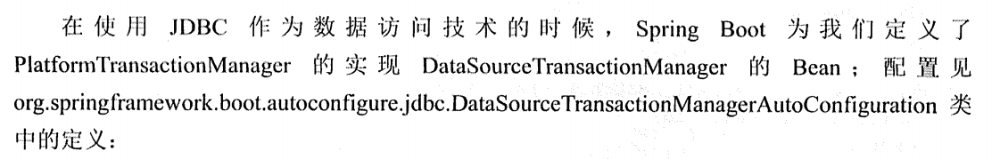 在使用 JDBC 作为数据访问技术的时候，Spring Boot 为我们定义了
PlatformTransactionManager 的实现 DataSourceTransactionManager 的 Bean；配置见
org.springframework.boot.autoconfigure.jdbc.DataSourceTransactionManagerAutoConfiguration 类
中的定义：